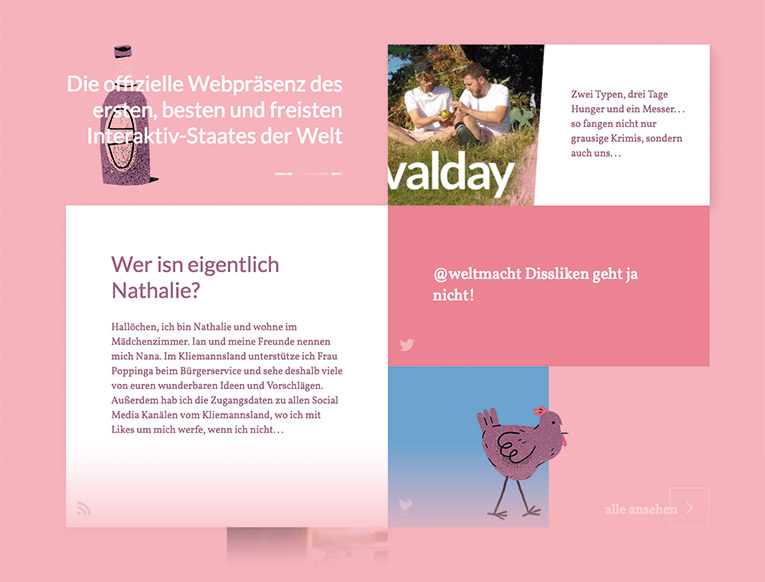 Die offizielle Webpräsenz des
ersten, besten und freisten
Interaktiv-Staates der Welt
valday
Zwei Typen, drei Tage
Hunger und ein Messer...
so fangen nicht nur
grausige Krimis, sondern
auch uns...
Wer isn eigentlich
Nathalie?
Hallöchen, ich bin Nathalie und wohne im
Mädchenzimmer. Ian und meine Freunde nennen
mich Nana. Im Kliemannsland unterstütze ich Frau
Poppinga beim Bürgerservice und sehe deshalb viele
von euren wunderbaren Ideen und Vorschlägen.
Außerdem hab ich die Zugangsdaten zu allen Social
Media Kanälen vom Kliemannsland, wo ich mit
Likes um mich werfe, wenn ich nicht...
@weltmacht Dissliken geht ja
nicht!
alle ansehen